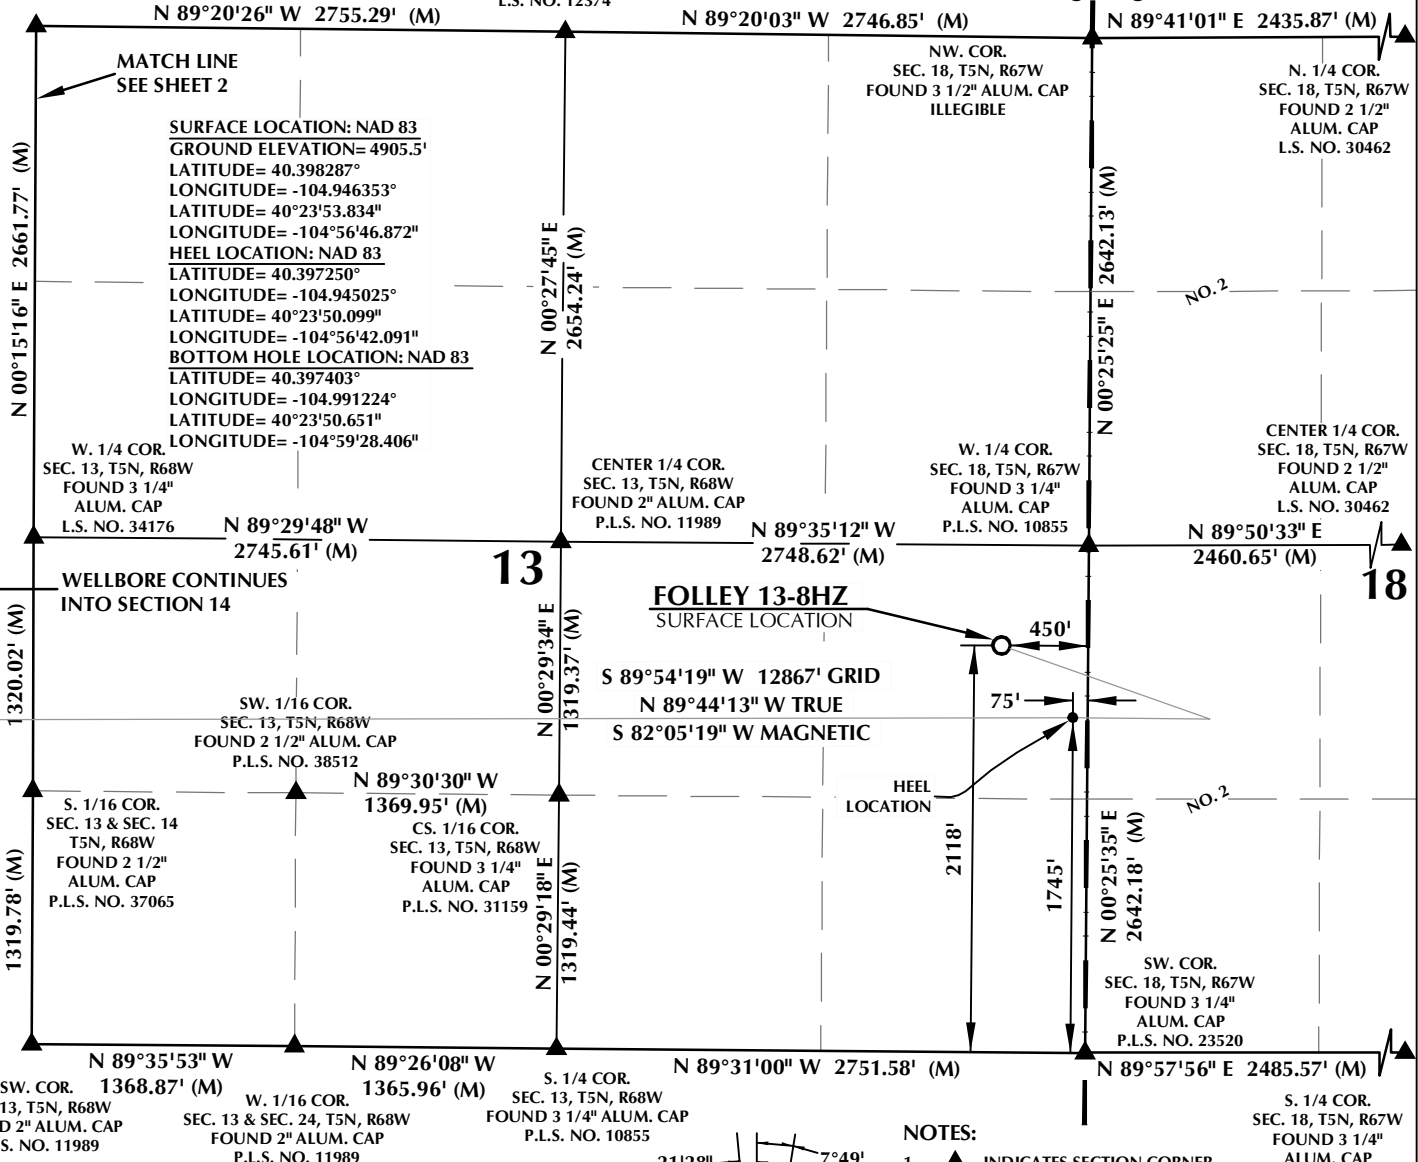 L.S. NO. 12374
N 89°20'26" W 2755.29' (M)
N 89°20'03" W 2746.85' (M)
N 89°41'01" E 2435.87' (M)
MATCH LINE
SEE SHEET 2
NW. COR.
SEC. 18, T5N, R67W
FOUND 3 1/2" ALUM. CAP
ILLEGIBLE
N. 1/4 COR.
SEC. 18, T5N, R67W
FOUND 2 1/2"
ALUM. CAP
L.S. NO. 30462
SURFACE LOCATION: NAD 83
GROUND ELEVATION= 4905.5'
LATITUDE= 40.398287°
LONGITUDE= -104.946353°
LATITUDE= 40°23'53.834"
LONGITUDE= -104°56'46.872"
HEEL LOCATION: NAD 83
LATITUDE= 40.397250°
LONGITUDE= -104.945025°
LATITUDE= 40°23'50.099"
LONGITUDE= -104°56'42.091"
BOTTOM HOLE LOCATION: NAD 83
LATITUDE= 40.397403°
LONGITUDE= -104.991224°
LATITUDE= 40°23'50.651"
LONGITUDE= -104°59'28.406"
N 00°15'16" E 2661.77' (M)
N 00°27'45" E
2654.24' (M)
N 00°25'25" E 2642.13' (M)
NO. 2
W. 1/4 COR.
SEC. 13, T5N, R68W
FOUND 3 1/4"
ALUM. CAP
L.S. NO. 34176
CENTER 1/4 COR.
SEC. 13, T5N, R68W
FOUND 2" ALUM. CAP
P.L.S. NO. 11989
W. 1/4 COR.
SEC. 18, T5N, R67W
FOUND 3 1/4"
ALUM. CAP
P.L.S. NO. 10855
CENTER 1/4 COR.
SEC. 18, T5N, R67W
FOUND 2 1/2"
ALUM. CAP
L.S. NO. 30462
N 89°29'48" W
2745.61' (M)
N 89°35'12" W
2748.62' (M)
N 89°50'33" E
2460.65' (M)
13
18
WELLBORE CONTINUES
INTO SECTION 14
FOLLEY 13-8HZ
SURFACE LOCATION
450'
S 89°54'19" W 12867' GRID
N 89°44'13" W TRUE
S 82°05'19" W MAGNETIC
75'
1320.02' (M)
N 00°29'34" E
1319.37' (M)
SW. 1/16 COR.
SEC. 13, T5N, R68W
FOUND 2 1/2" ALUM. CAP
P.L.S. NO. 38512
HEEL
LOCATION
NO. 2
N 89°30'30" W
1369.95' (M)
S. 1/16 COR.
SEC. 13 & SEC. 14
T5N, R68W
FOUND 2 1/2"
ALUM. CAP
P.L.S. NO. 37065
CS. 1/16 COR.
SEC. 13, T5N, R68W
FOUND 3 1/4"
ALUM. CAP
P.L.S. NO. 31159
1319.78' (M)
N 00°29'18" E
1319.44' (M)
2118'
1745'
N 00°25'35" E
2642.18' (M)
SW. COR.
SEC. 18, T5N, R67W
FOUND 3 1/4"
ALUM. CAP
P.L.S. NO. 23520
N 89°35'53" W
1368.87' (M)
N 89°26'08" W
1365.96' (M)
N 89°31'00" W 2751.58' (M)
N 89°57'56" E 2485.57' (M)
SW. COR.
13, T5N, R68W
D 2" ALUM. CAP
S. NO. 11989
W. 1/16 COR.
SEC. 13 & SEC. 24, T5N, R68W
FOUND 2" ALUM. CAP
P.L.S. NO. 11989
S. 1/4 COR.
SEC. 13, T5N, R68W
FOUND 3 1/4" ALUM. CAP
P.L.S. NO. 10855
S. 1/4 COR.
SEC. 18, T5N, R67W
FOUND 3 1/4"
ALUM. CAP
21'28"
7°49'
NOTES:
1. INDICATES SECTION CORNER